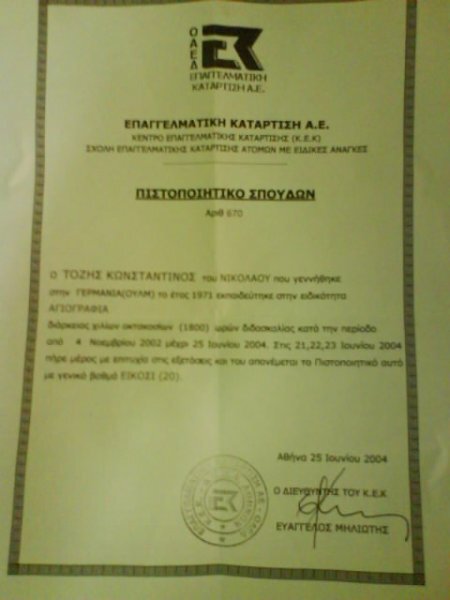 ΟΑΕΔ
ΕΚ
ΕΠΑΓΓΕΛΜΑΤΙΚΗ
ΚΑΤΑΡΤΙΣΗ Α.Ε.
ΕΠΑΓΓΕΛΜΑΤΙΚΗ ΚΑΤΑΡΤΙΣΗ Α.Ε.
ΚΕΝΤΡΟ ΕΠΑΓΓΕΛΜΑΤΙΚΗΣ ΚΑΤΑΡΤΙΣΗΣ (Κ.Ε.Κ)
ΣΧΟΛΗ ΕΠΑΓΓΕΛΜΑΤΙΚΗΣ ΚΑΤΑΡΤΙΣΗΣ ΑΤΟΜΩΝ ΜΕ ΕΙΔΙΚΕΣ ΑΝΑΓΚΕΣ
ΠΙΣΤΟΠΟΙΗΤΙΚΟ ΣΠΟΥΔΩΝ
Αριθ 670
Ο ΤΟΖΗΣ ΚΩΝΣΤΑΝΤΙΝΟΣ του ΝΙΚΟΛΑΟΥ που γεννήθηκε
στην ΓΕΡΜΑΝΙΑ(ΟΥΛΜ) το έτος 1971 εκπαιδεύτηκε στην ειδικότητα
ΑΓΙΟΓΡΑΦΙΑ
διάρκειας χιλίων οκτακοσίων (1800) ωρών διδασκαλίας κατά την περίοδο
από 4 Νοεμβρίου 2002 μέχρι 25 Ιουνίου 2004. Στις 21,22,23 Ιουνίου 2004
πήρε μέρος με επιτυχία στις εξετάσεις και του απονέμεται το Πιστοποιητικό αυτό
με γενικό βαθμό ΕΙΚΟΣΙ (20).
Αθήνα 25 Ιουνίου 2004
Ο ΔΙΕΥΘΥΝΤΗΣ ΤΟΥ Κ.Ε.Κ
ΕΥΑΓΓΕΛΟΣ ΜΗΛΙΩΤΗΣ